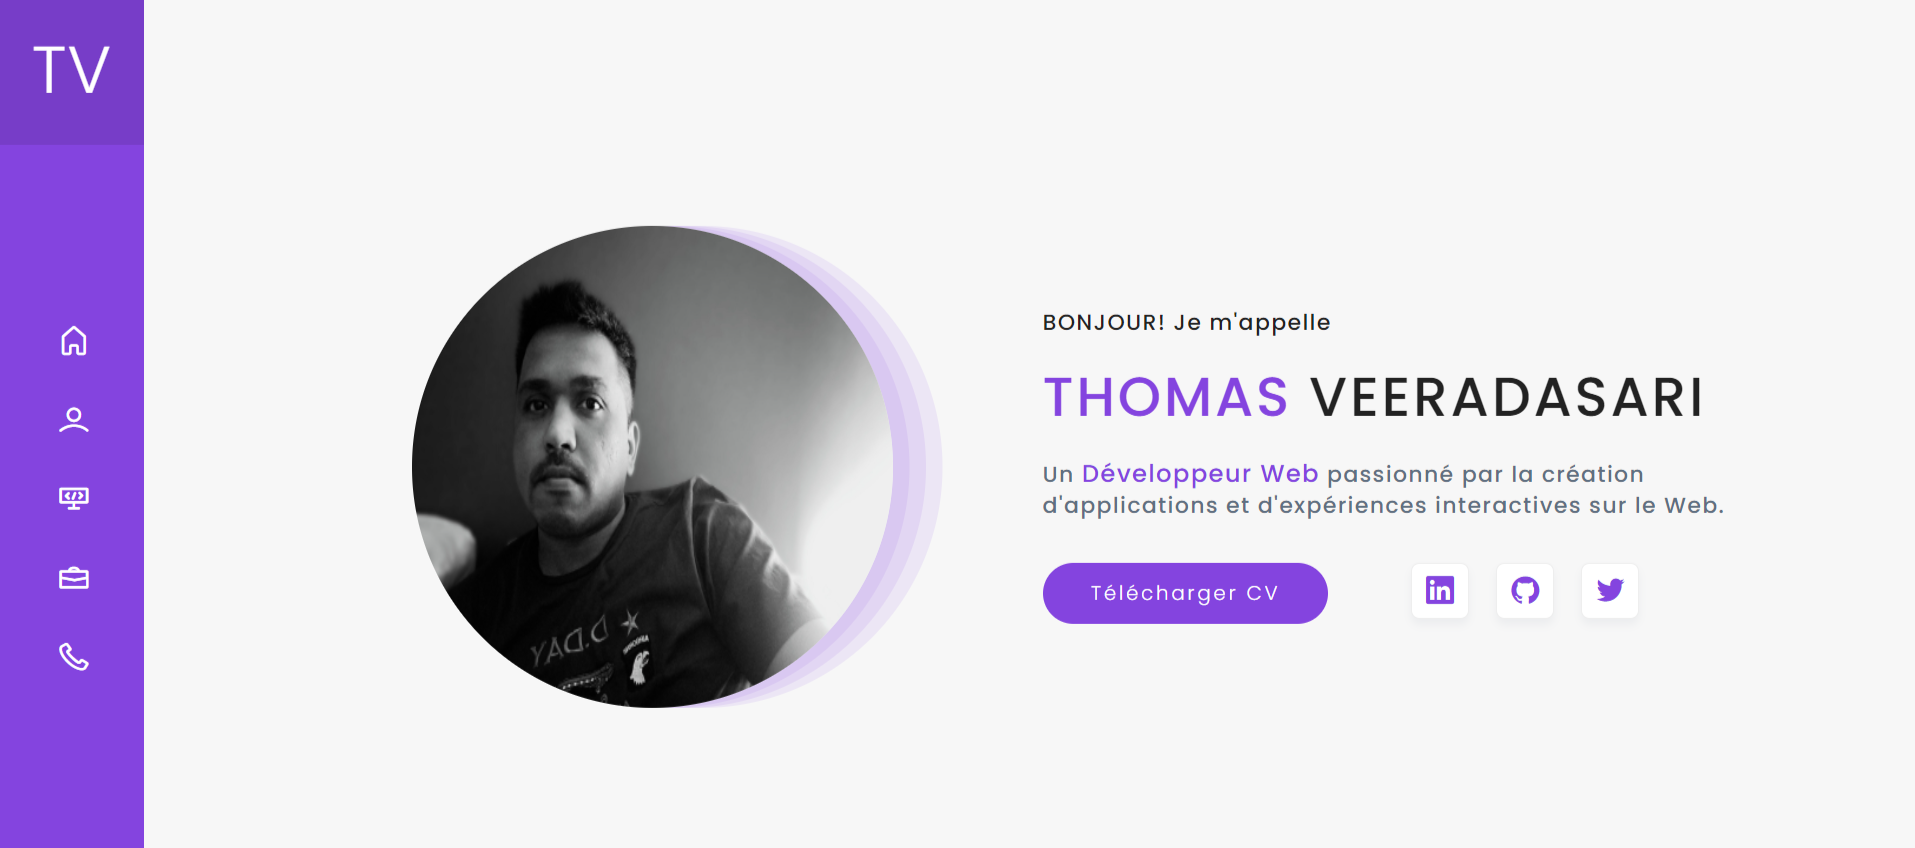 TV
BONJOUR! Je m'appelle
THOMAS VEERADASARI
Un Développeur Web passionné par la création
d'applications et d'expériences interactives sur le Web.
Télécharger CV
in
D.DAY